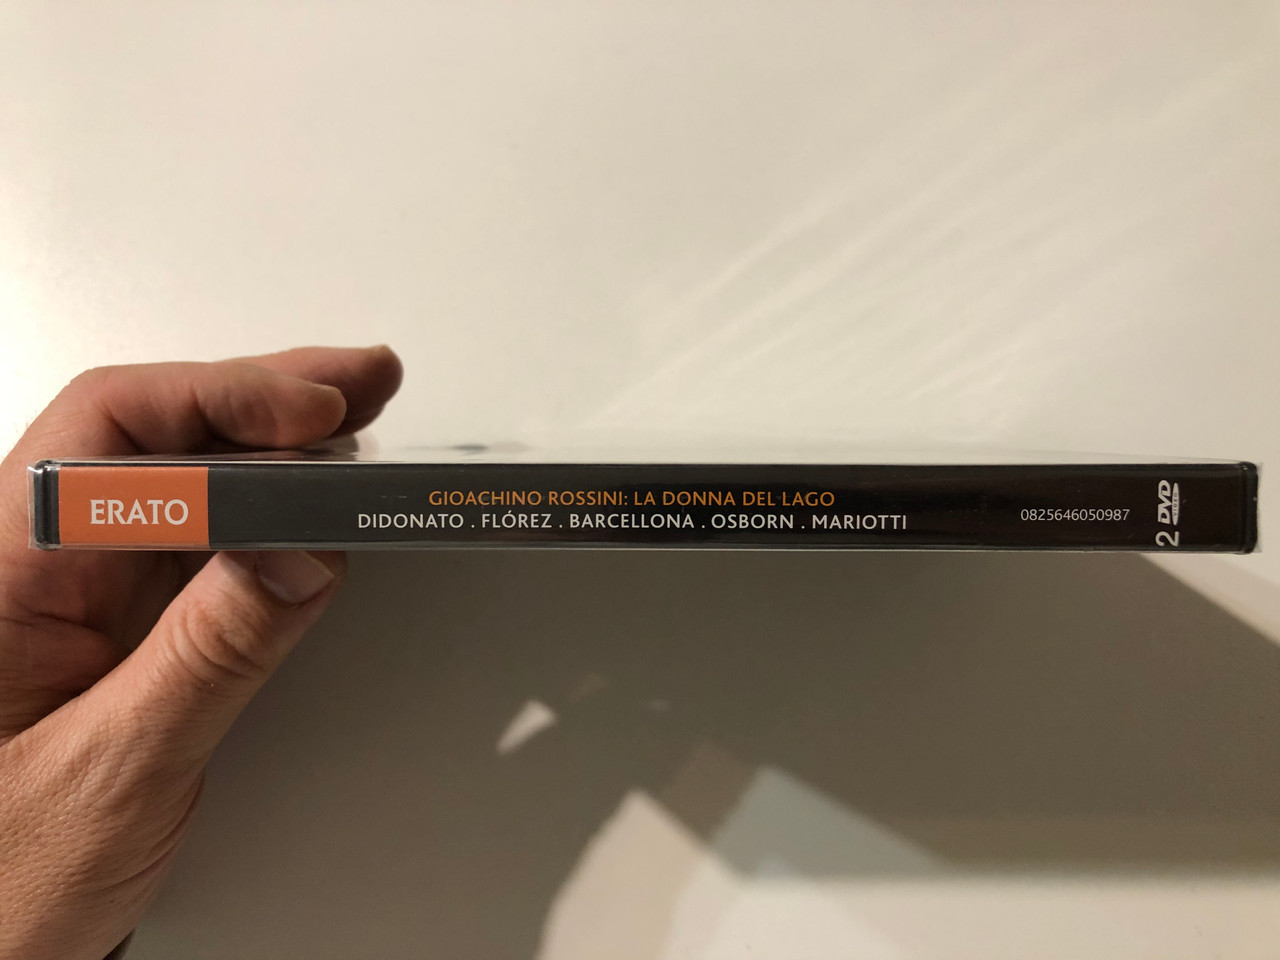 ERATO
GIOACHINO ROSSINI: LA DONNA DEL LAGO
DIDONATO . FLÓREZ . BARCELLONA . OSBORN . MARIOTTI
0825646050987
2 DVD